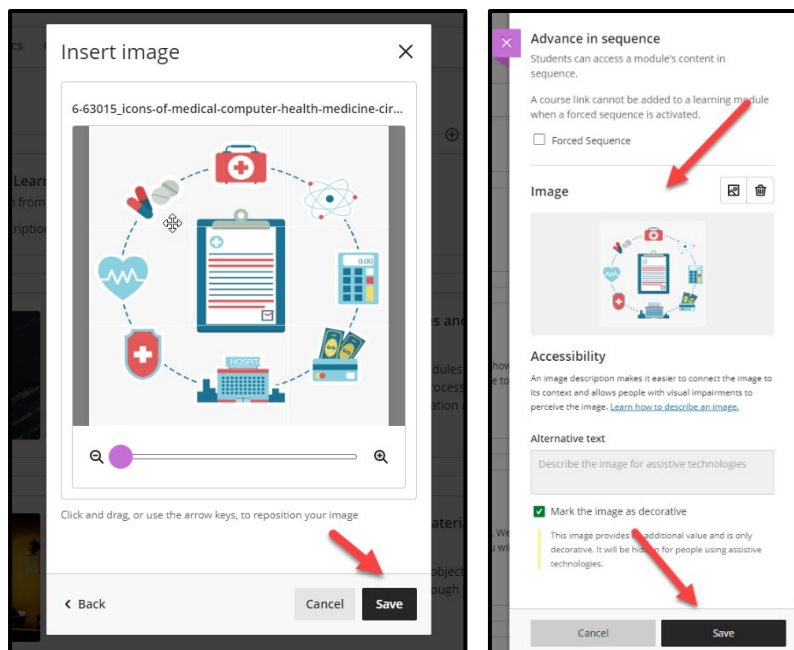 Insert image
6-63015_icons-of-medical-computer-health-medicine-cir...
0.00
Click and drag, or use the arrow keys, to reposition your image
Back
Cancel
Save
Advance in sequence
Students can access a module's content in
sequence.
A course link cannot be added to a learning module
when a forced sequence is activated.
Forced Sequence
Image
Accessibility
An image description makes it easier to connect the image to
its context and allows people with visual impairments to
perceive the image. Learn how to describe an image.
Alternative text
Describe the image for assistive technologies
Mark the image as decorative
This image provides additional value and is only
decorative. It will be for people using assistive
technologies.
Cancel
Save